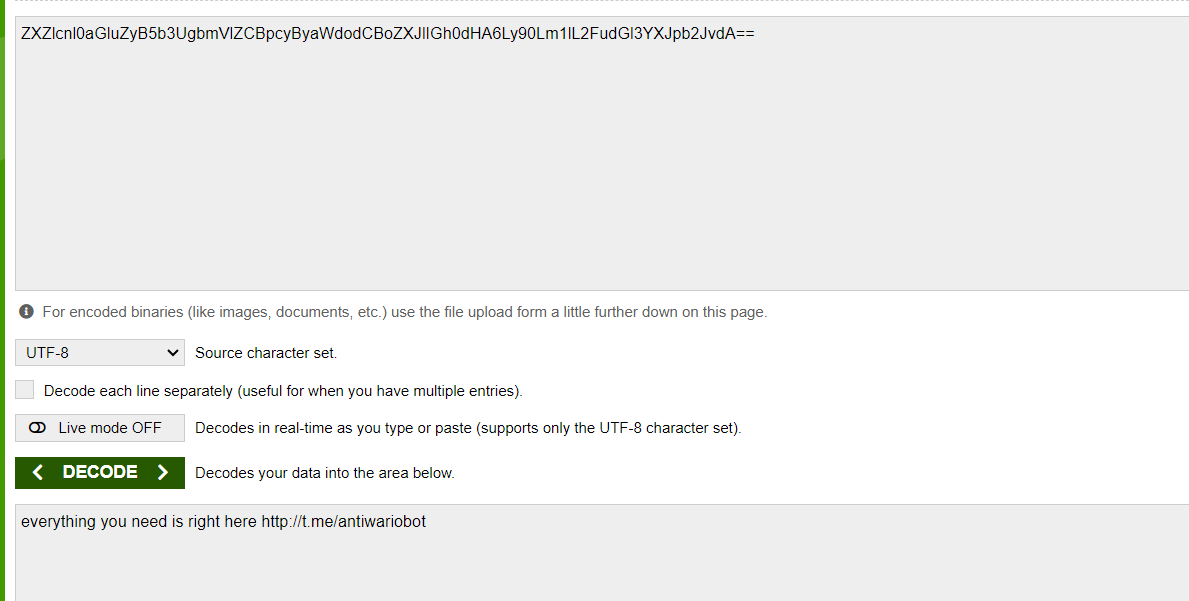 ZXZlcnl0aGluZyB5b3UgbmVlZCBpcyByaWdodCBoZXJlIGh0dHA6Ly90Lm1lL2FudGl3YXJpb2JvdA==
For encoded binaries (like images, documents, etc.) use the file upload form a little further down on this page.
UTF-8 Source character set.
Decode each line separately (useful for when you have multiple entries).
Live mode OFF Decodes in real-time as you type or paste (supports only the UTF-8 character set).
< DECODE > Decodes your data into the area below.
everything you need is right here http://t.me/antiwariobot